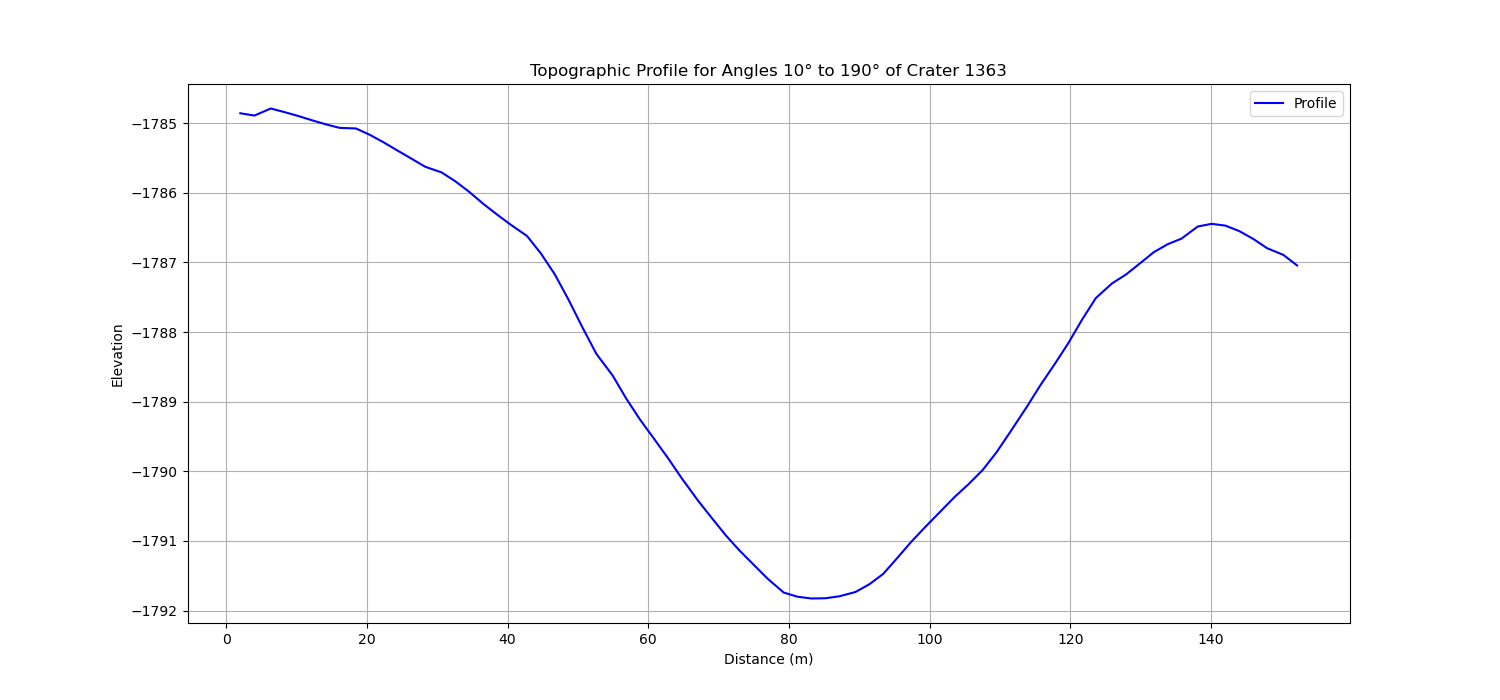 Topographic Profile for Angles 10° to 190° of Crater 1363
Profile
−1785
−1786
−1787
−1788
−1789
−1790
−1791
−1792
Elevation
0 20 40 60 80 100 120 140
Distance (m)